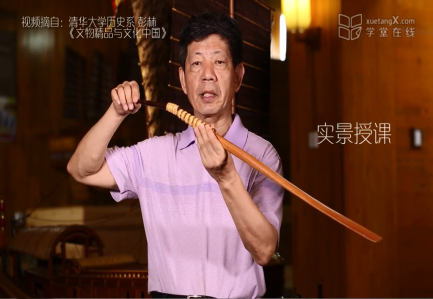 视频摘自：清华大学历史系 彭林
《文物精品与文化中国》
xuetangX.com
学堂在线
实景授课